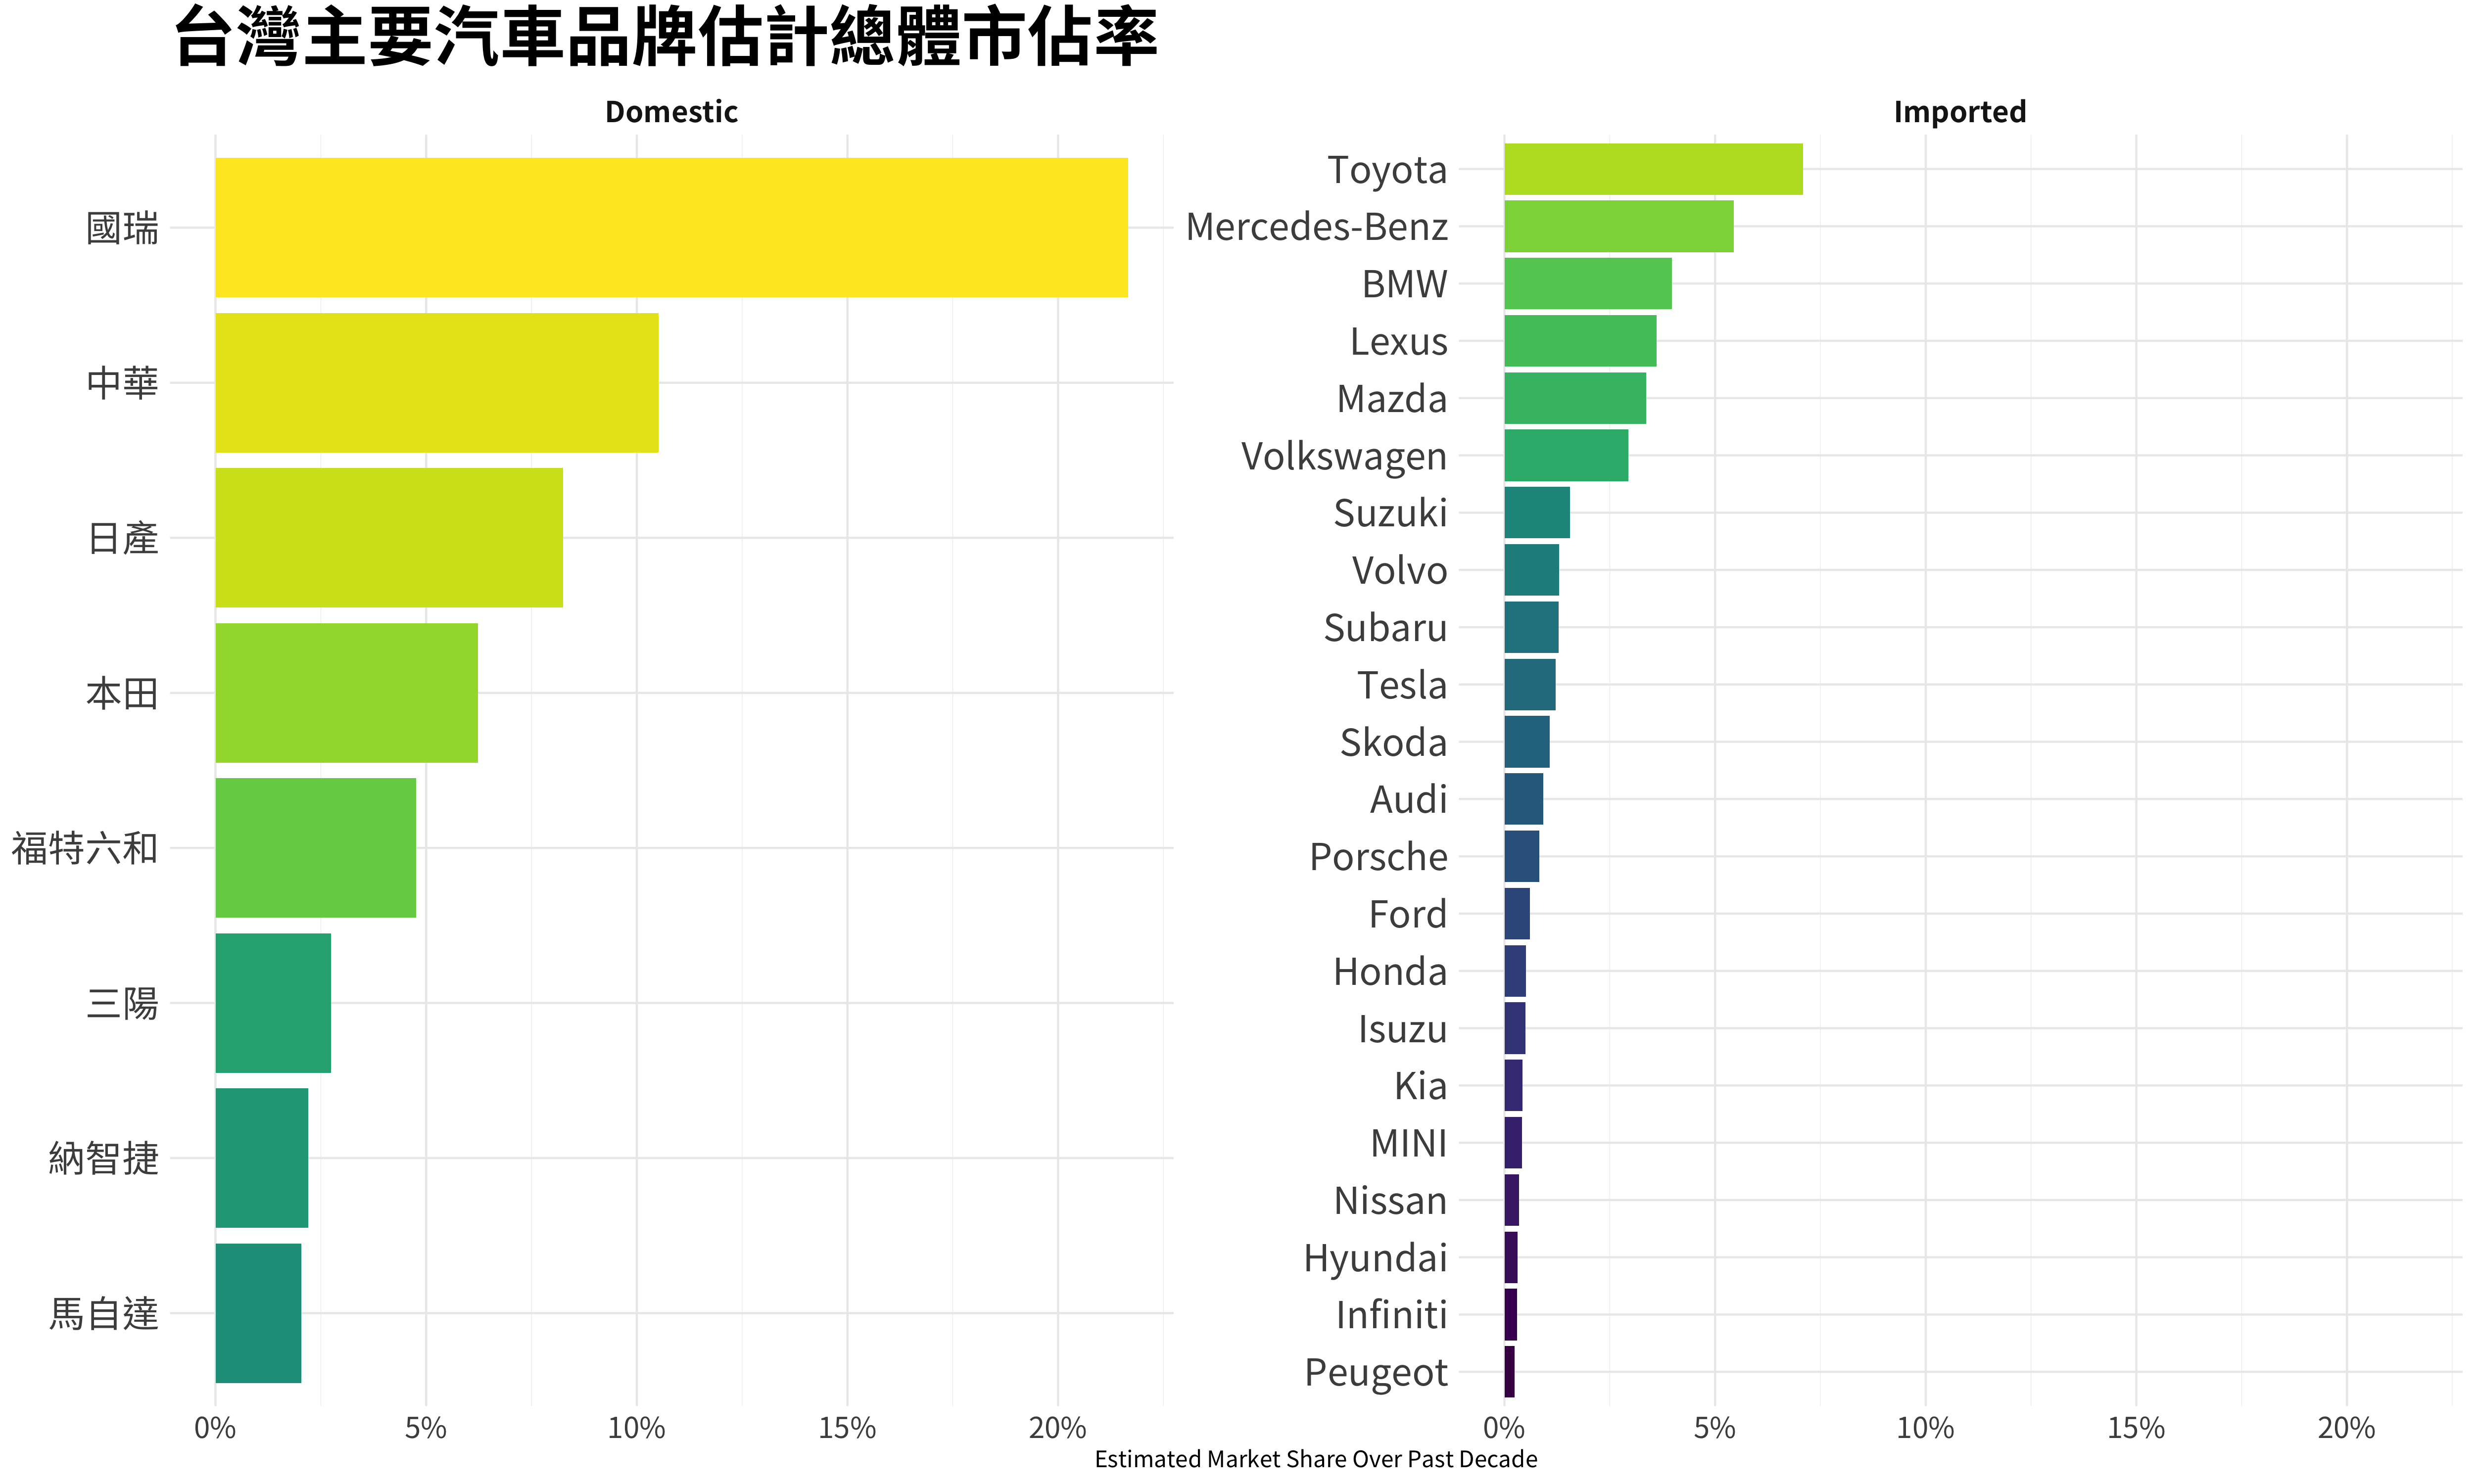 台灣主要汽車品牌估計總體市佔率
Domestic
國瑞
中華
日產
本田
福特六和
三陽
納智捷
馬自達
0% 5% 10% 15% 20%
Imported
Toyota
Mercedes-Benz
BMW
Lexus
Mazda
Volkswagen
Suzuki
Volvo
Subaru
Tesla
Skoda
Audi
Porsche
Ford
Honda
Isuzu
Kia
MINI
Nissan
Hyundai
Infiniti
Peugeot
0% 5% 10% 15% 20%
Estimated Market Share Over Past Decade